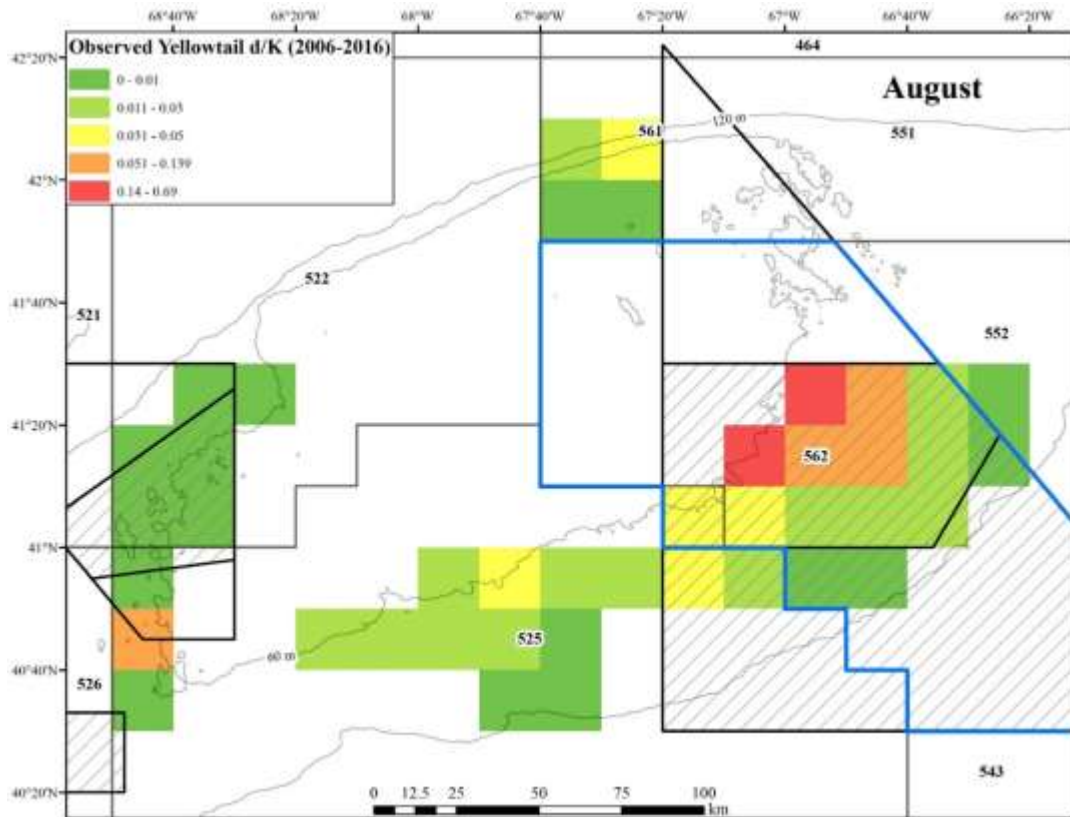 68°40'W 68°20'W 68°W 67°40'W 67°20'W 67°W 66°40'W 66°20'W
Observed Yellowtail d/K (2006-2016)
0 - 0.01
0.011 - 0.03
0.031 - 0.05
0.051 - 0.139
0.14 - 0.69
August
464
42°20'N
120 m
561
551
42°N
522
41°40'N
521
552
41°20'N
562
41°N
525
60 m
40°40'N
526
543
40°20'N
0 12.5 25 50 75 100
km